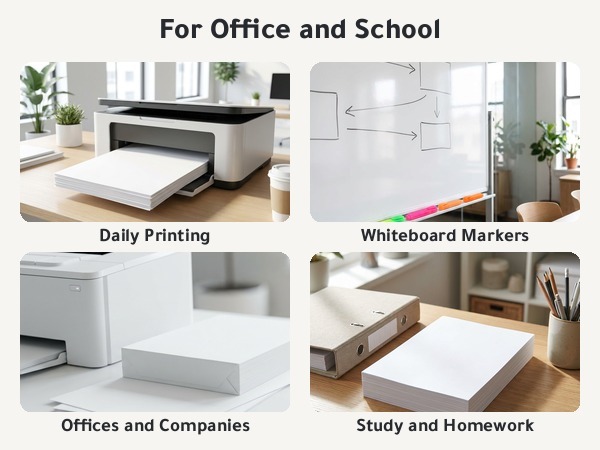 For Office and School
Daily Printing
Whiteboard Markers
Offices and Companies
Study and Homework